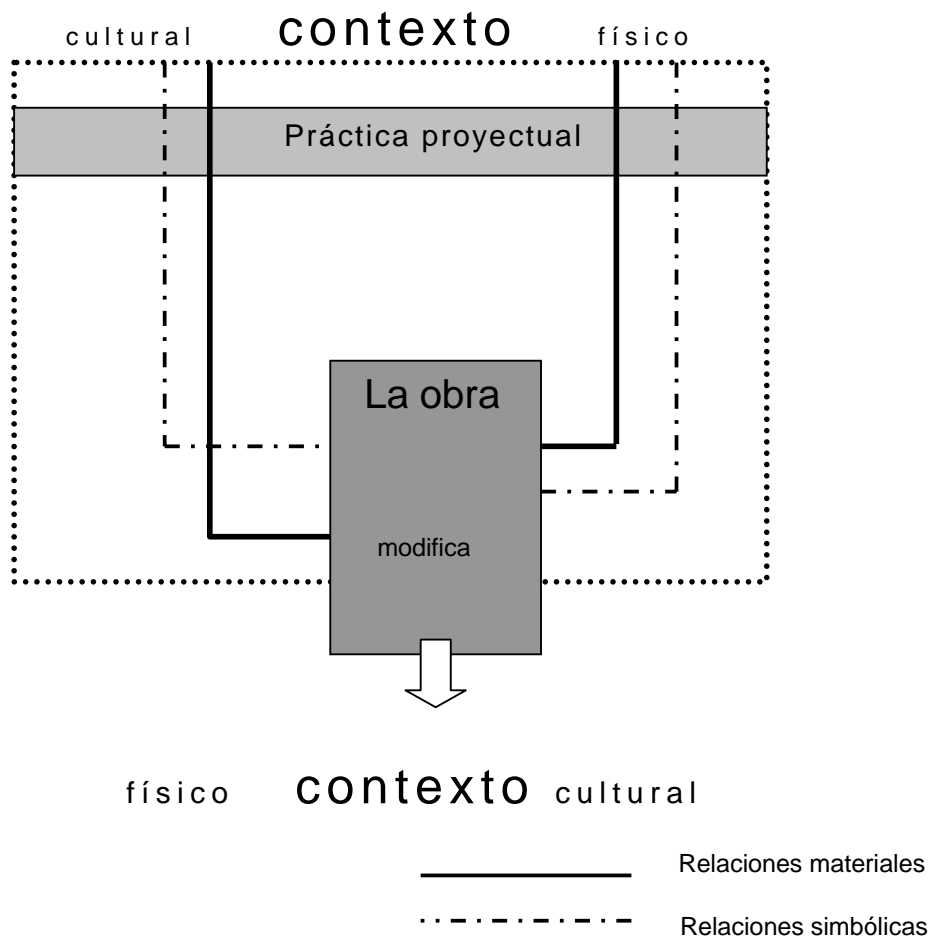 cultural contexto físico
Práctica proyectual
La obra
modifica
físico contexto cultural
Relaciones materiales
Relaciones simbólicas